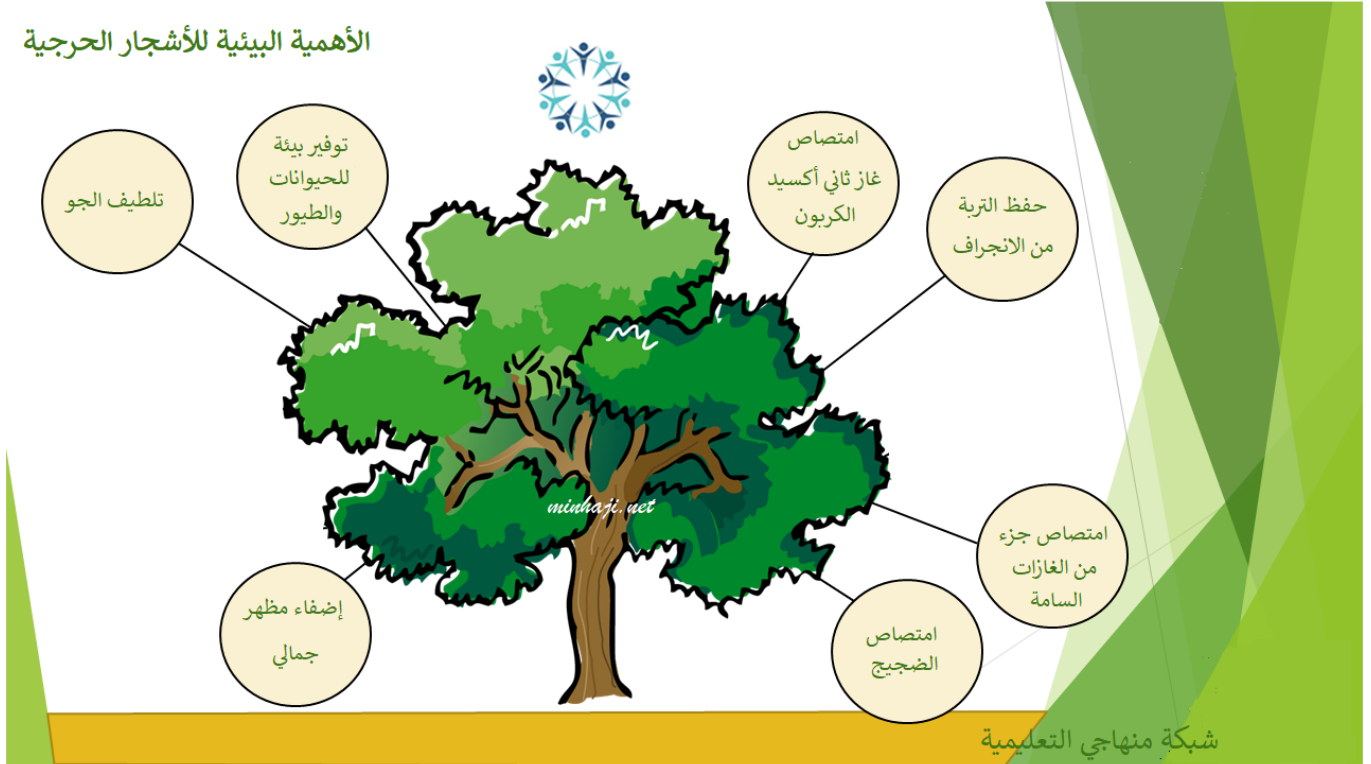 الأهمية البيئية للأشجار الحرجية
امتصاص
غاز ثاني أكسيد
الكربون
حفظ التربة
من الانجراف
توفير بيئة
للحيوانات
والطيور
تلطيف الجو
minhaji.net
امتصاص جزء
من الغازات
السامة
امتصاص
الضجيج
إضفاء مظهر
جمالي
شبكة منهاجي التعليمية